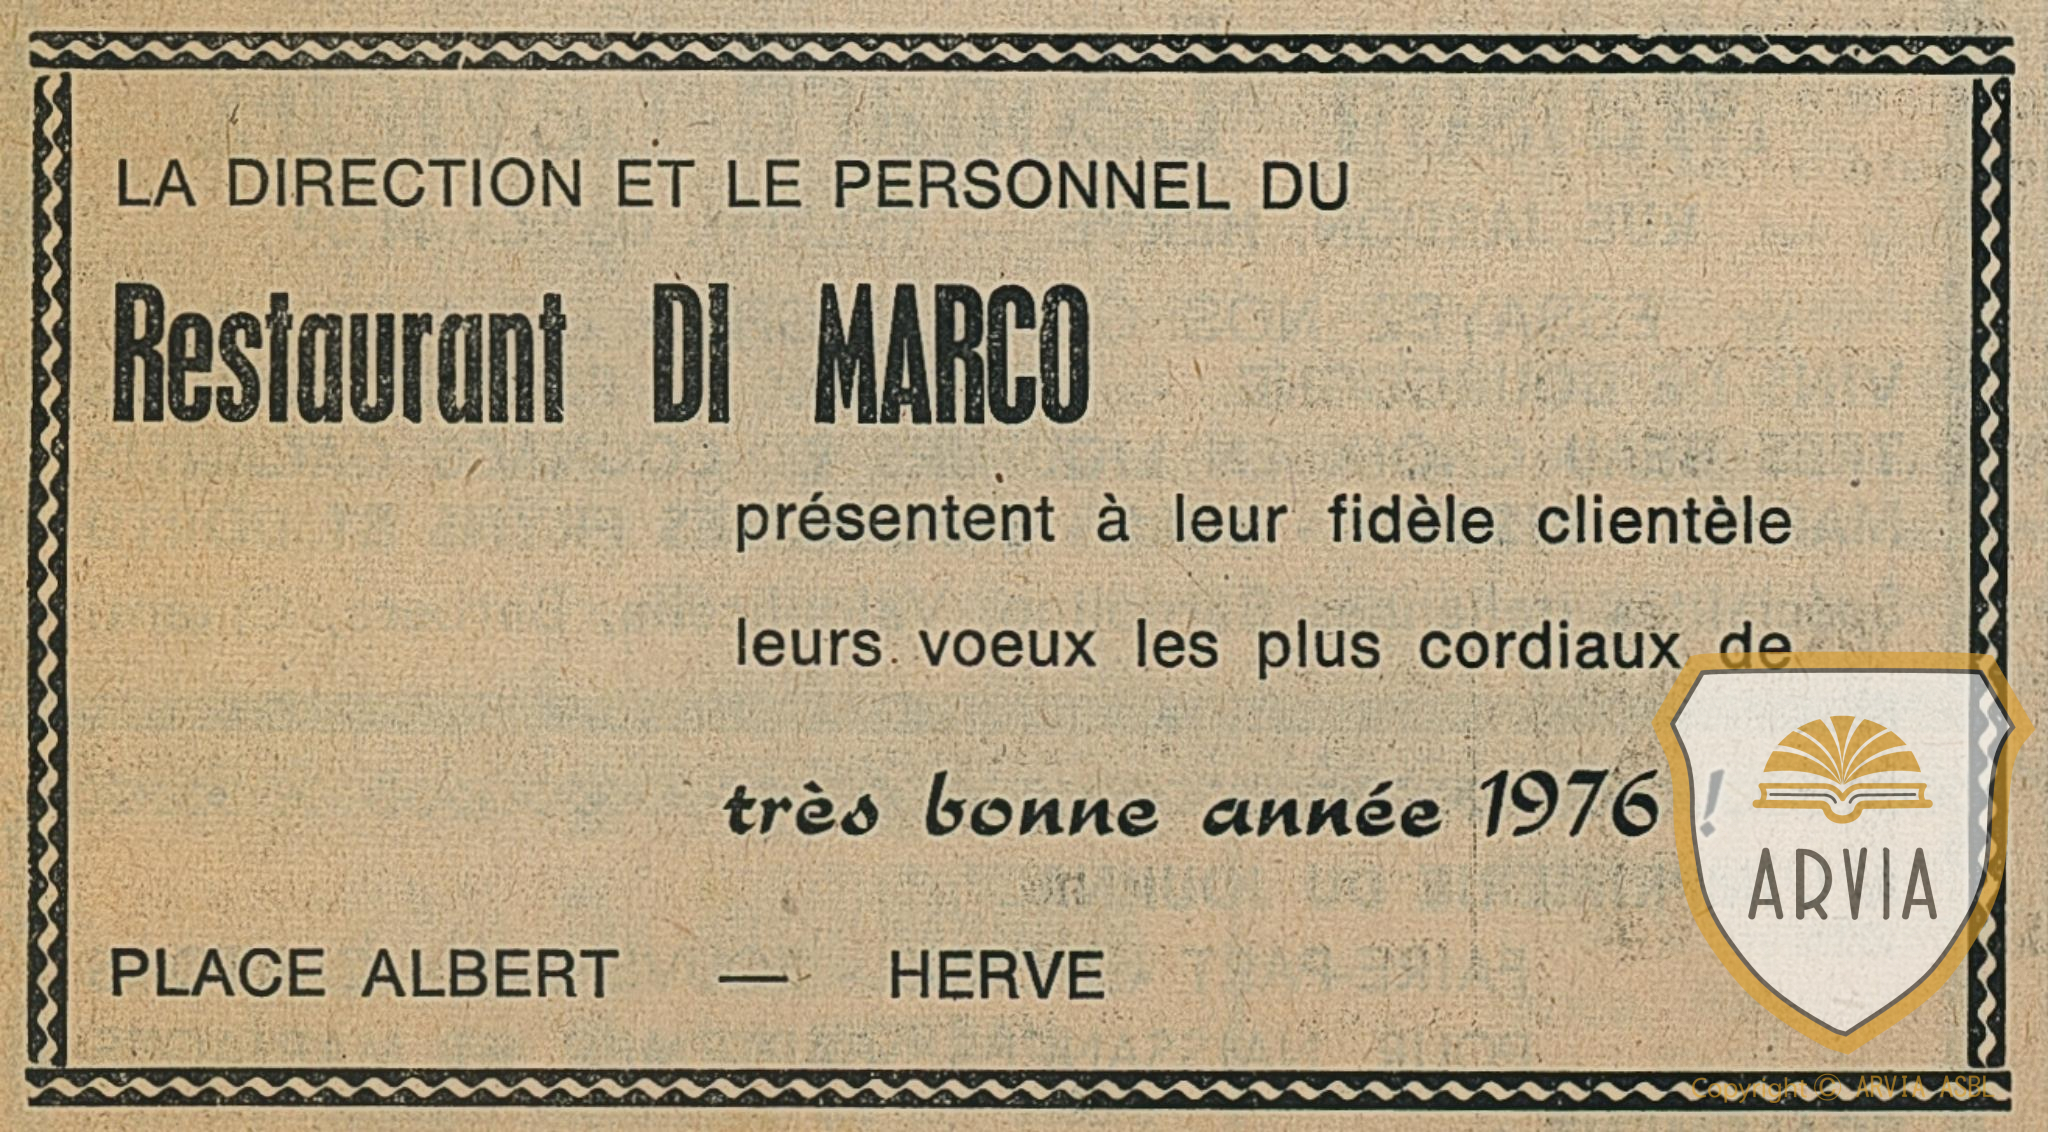 LA DIRECTION ET LE PERSONNEL DU
Restaurant DI MARCO
présentent à leur fidèle clientèle
leurs voeux les plus cordiaux de
très bonne année 1976 !
PLACE ALBERT — HERVE
ARVIA
Copyright © ARVIA ASBL